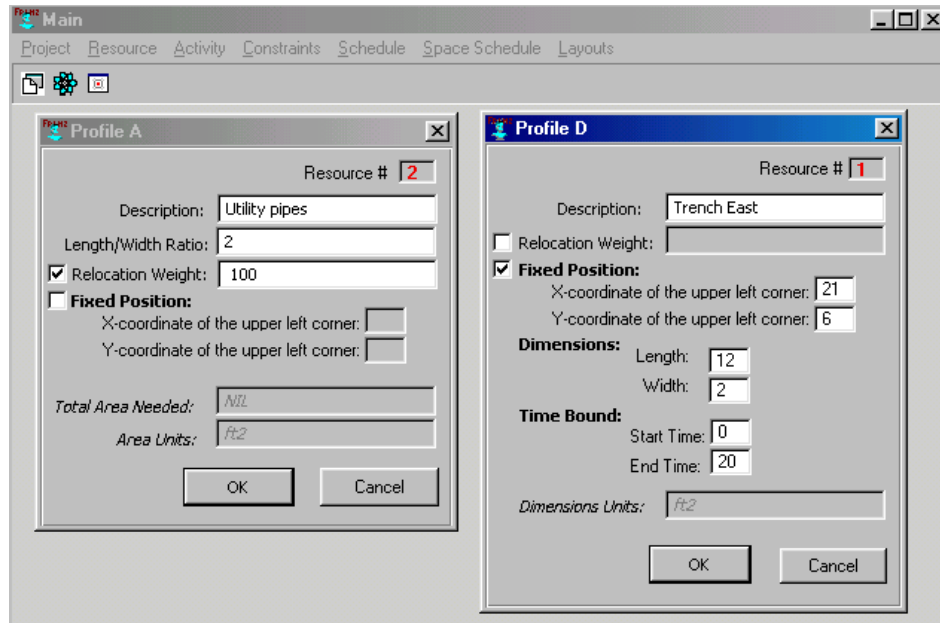 Main
Project Resource Activity Constraints Schedule Space Schedule Layouts
Profile A
Resource # 2
Description: Utility pipes
Length/Width Ratio: 2
Relocation Weight: 100
Fixed Position:
X-coordinate of the upper left corner:
Y-coordinate of the upper left corner:
Total Area Needed: NIL
Area Units: ft2
OK Cancel
Profile D
Resource # 1
Description: Trench East
Relocation Weight:
Fixed Position:
X-coordinate of the upper left corner: 21
Y-coordinate of the upper left corner: 6
Dimensions:
Length: 12
Width: 2
Time Bound:
Start Time: 0
End Time: 20
Dimensions Units: ft2
OK Cancel